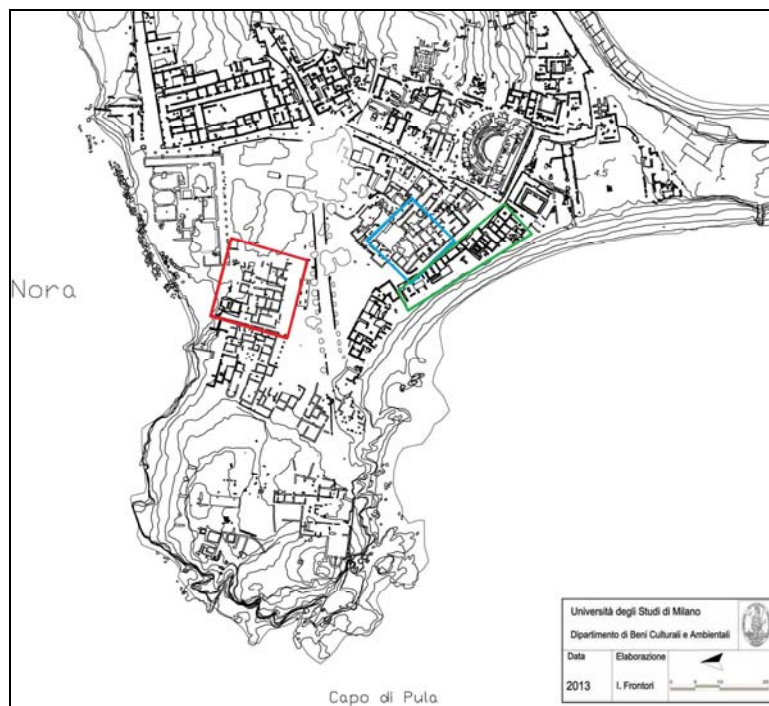 4.5
Nora
Capo di Pula
Università degli Studi di Milano
Dipartimento di Beni Culturali e Ambientali
Data
Elaborazione
2013
I. Frontori